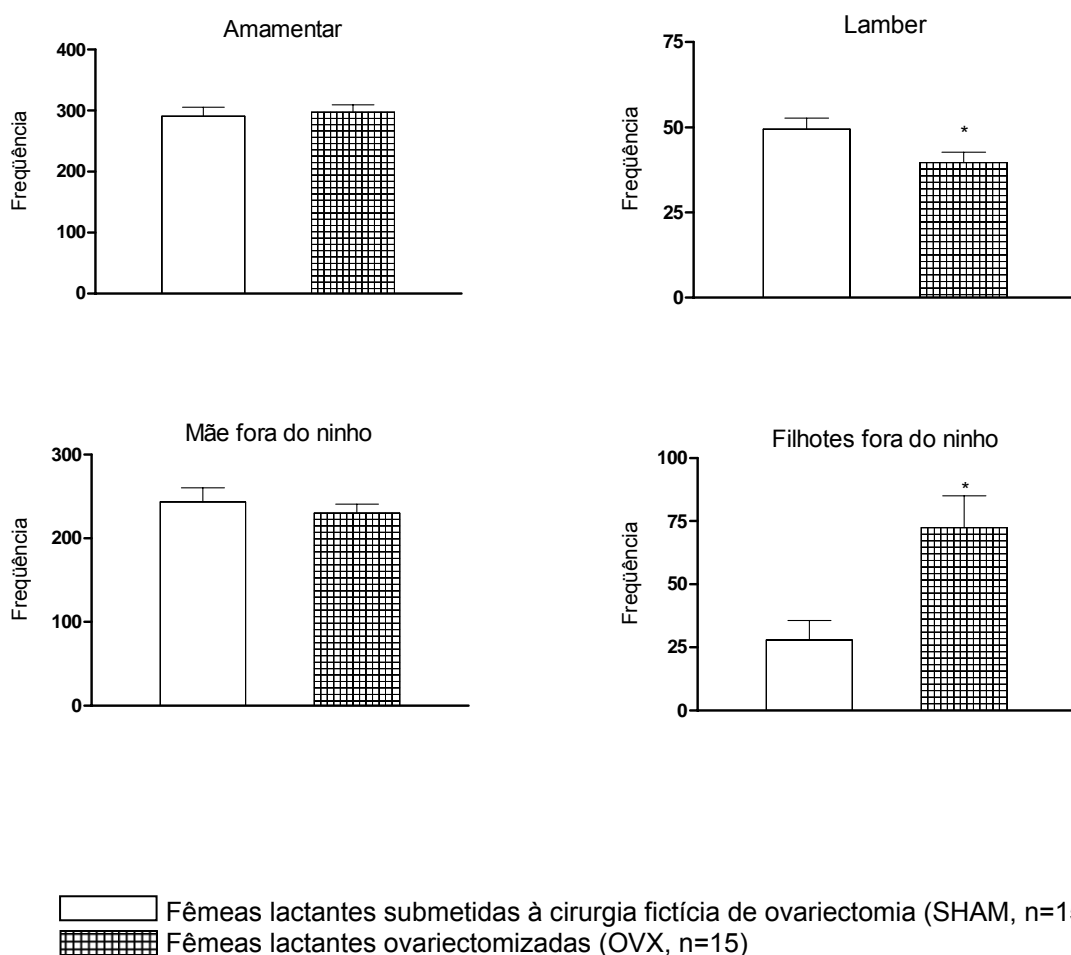 Amamentar
400
300
200
100
0
Freqüência
Lamber
75
50
25
0
Freqüência
*
Mãe fora do ninho
300
200
100
0
Freqüência
Filhotes fora do ninho
100
75
50
25
0
Freqüência
*
Fêmeas lactantes submetidas à cirurgia fictícia de ovariectomia (SHAM,
Fêmeas lactantes ovariectomizadas (OVX, n=15)